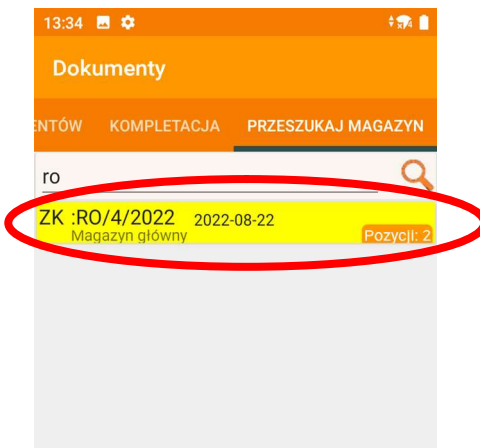 13:34
Dokumenty
ENTÓW KOMPLETACJA PRZESZUKAJ MAGAZYN
ro
ZK :RO/4/2022 2022-08-22
Magazyn główny Pozycji: 2